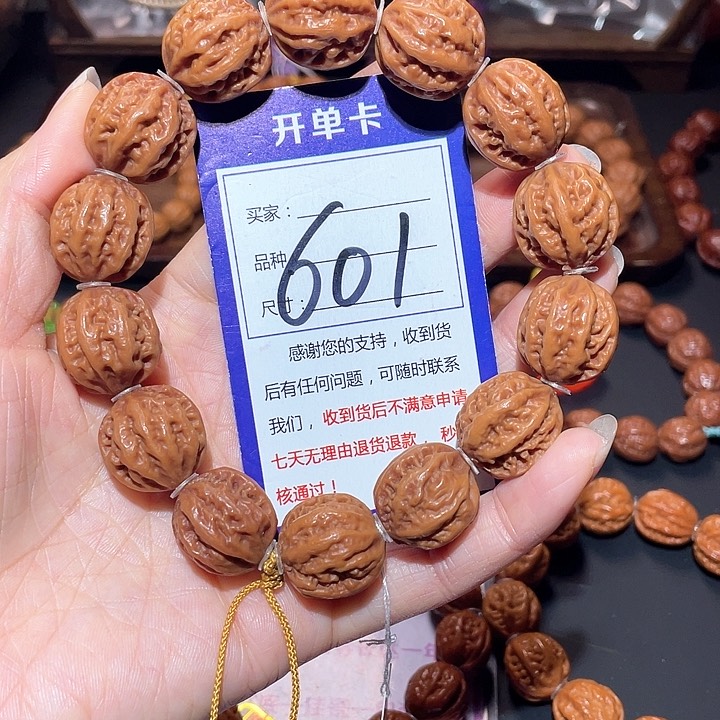 开单卡
买家：
品种
601
尺寸：
感谢您的支持，收到货
后有任何问题，可随时联系
我们，收到货后不满意申请
七天无理由退货退款，秒
核通过！